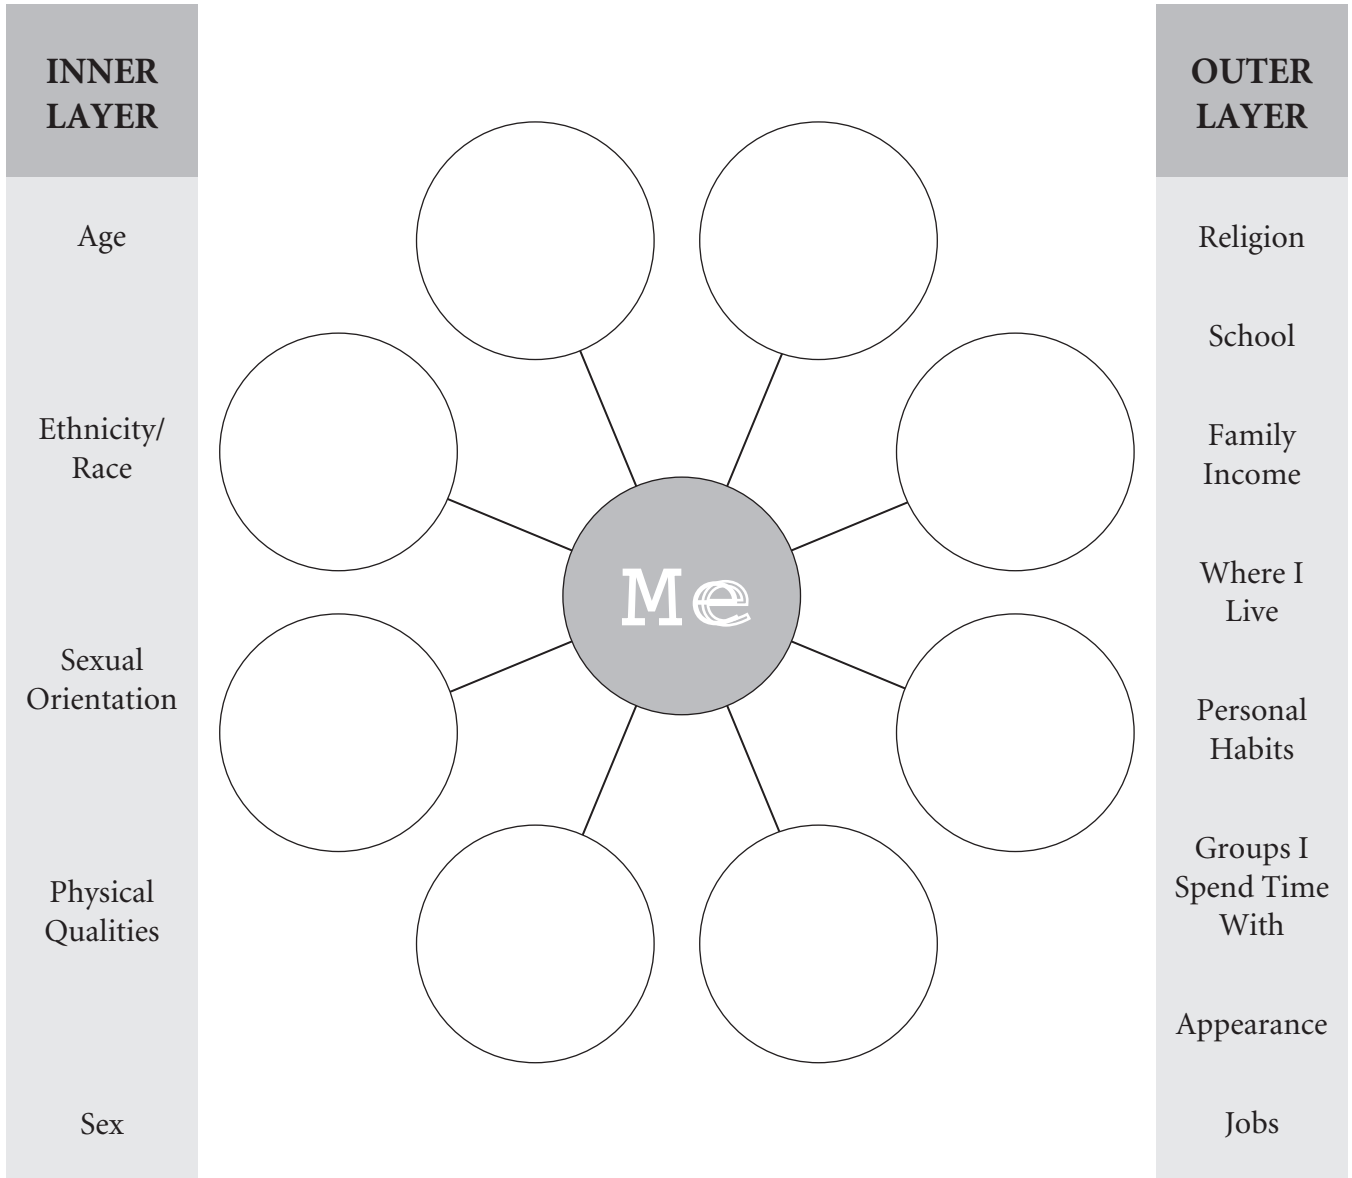 INNER
LAYER
Age
Ethnicity/
Race
Sexual
Orientation
Physical
Qualities
Sex
Me
OUTER
LAYER
Religion
School
Family
Income
Where I
Live
Personal
Habits
Groups I
Spend Time
With
Appearance
Jobs